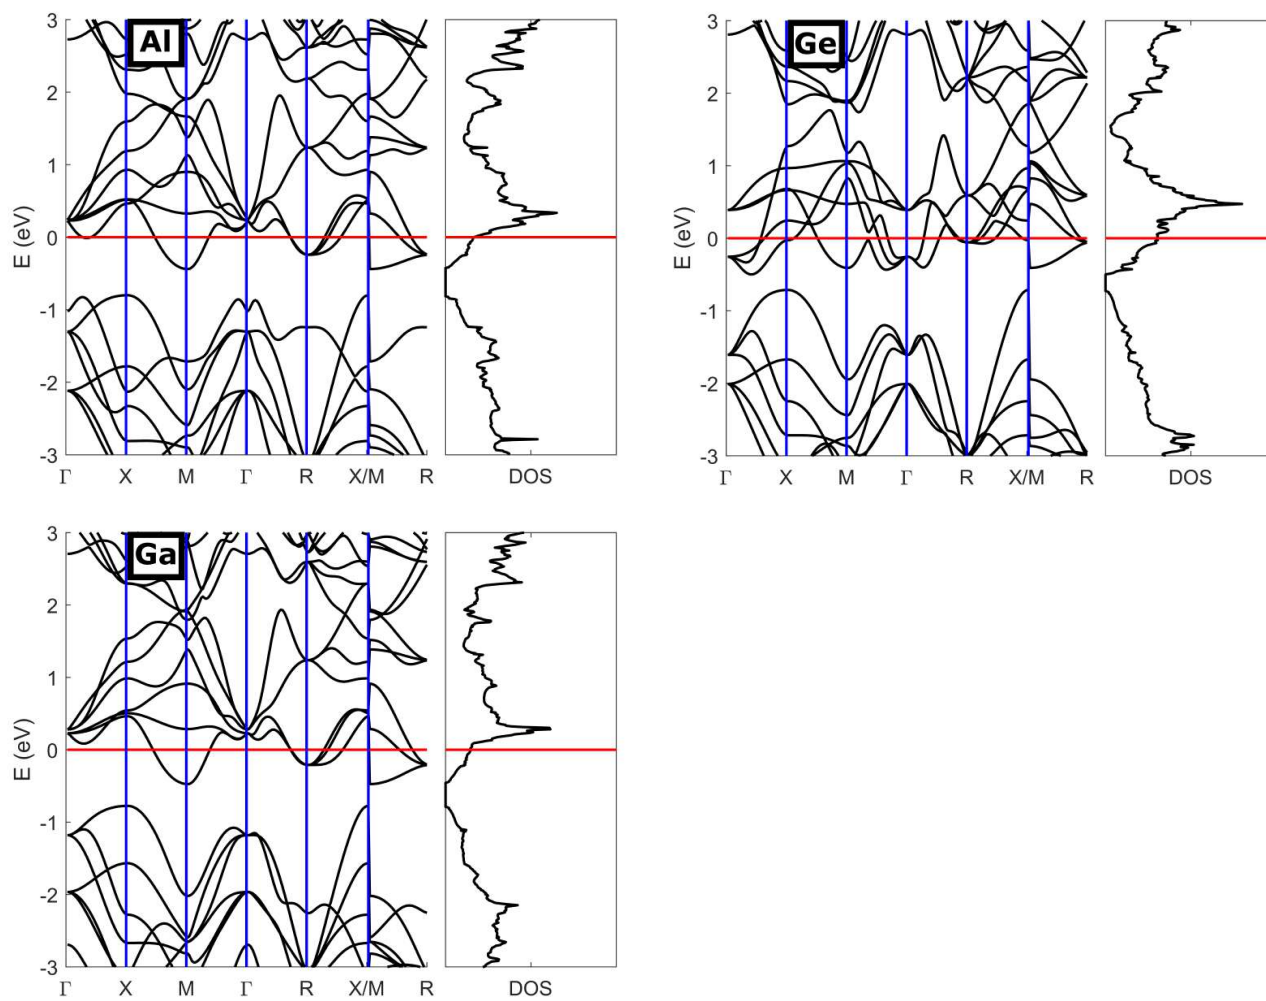 Al
3
2
1
0
-1
-2
-3
E (eV)
Γ X M Γ R X/M R
DOS
Ge
3
2
1
0
-1
-2
-3
E (eV)
Γ X M Γ R X/M R
DOS
Ga
3
2
1
0
-1
-2
-3
E (eV)
Γ X M Γ R X/M R
DOS